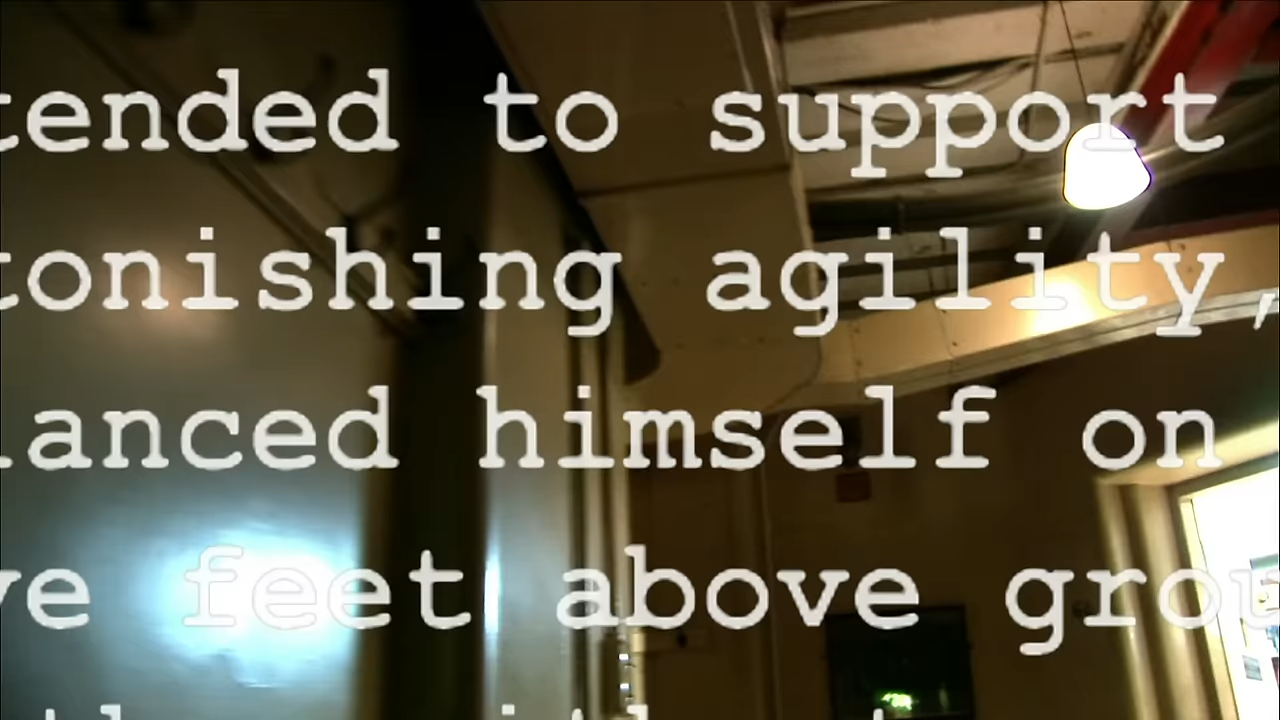 tended to support
tonishing agility,
lanced himself on
ve feet above grou